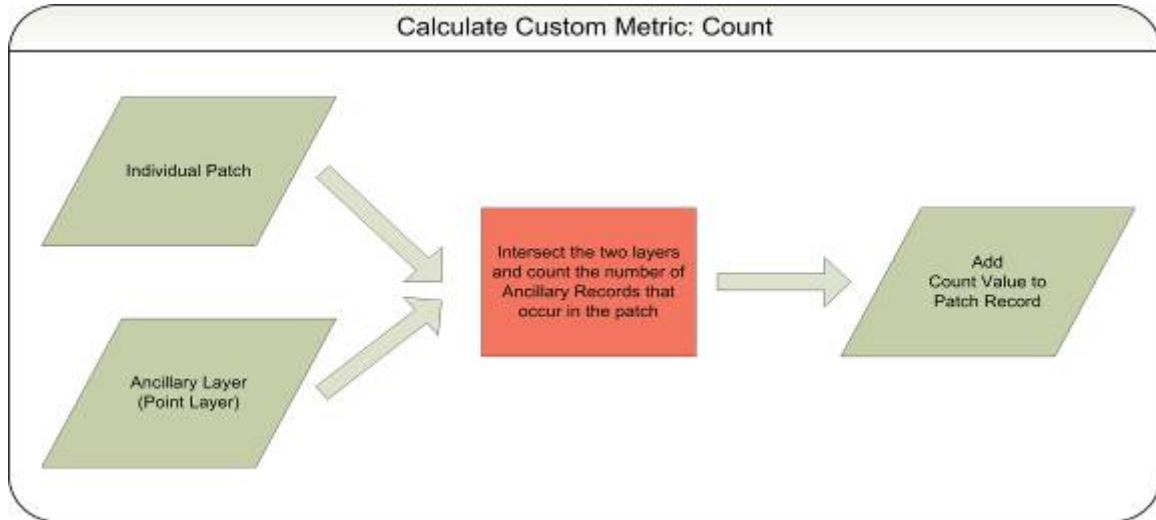 Calculate Custom Metric: Count
Individual Patch
Ancillary Layer
(Point Layer)
Intersect the two layers
and count the number of
Ancillary Records that
occur in the patch
Add
Count Value to
Patch Record